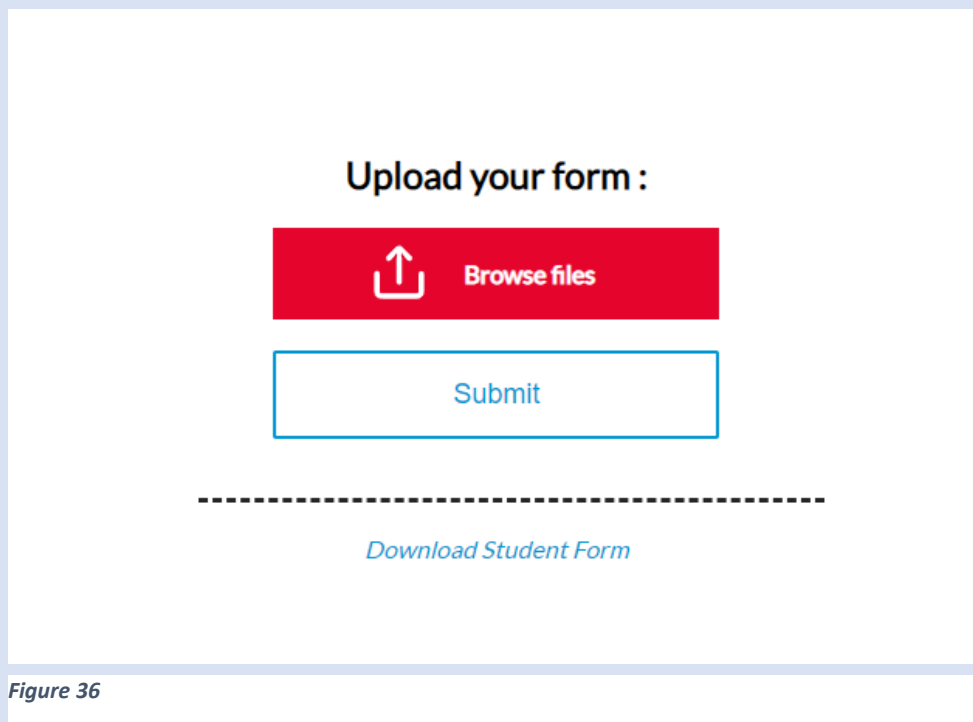 Upload your form :
Browse files
Submit
Download Student Form
Figure 36